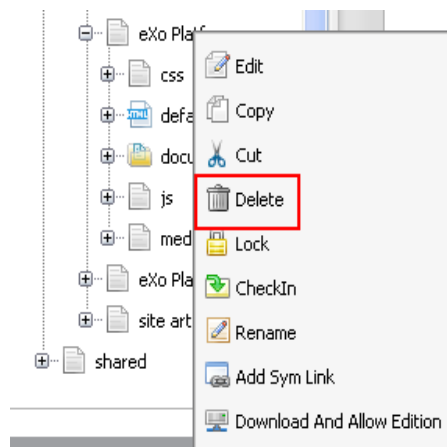 eXo Pla
css
defa
docu
js
med
eXo Pla
site art
shared
Edit
Copy
Cut
Delete
Lock
CheckIn
Rename
Add Sym Link
Download And Allow Edition